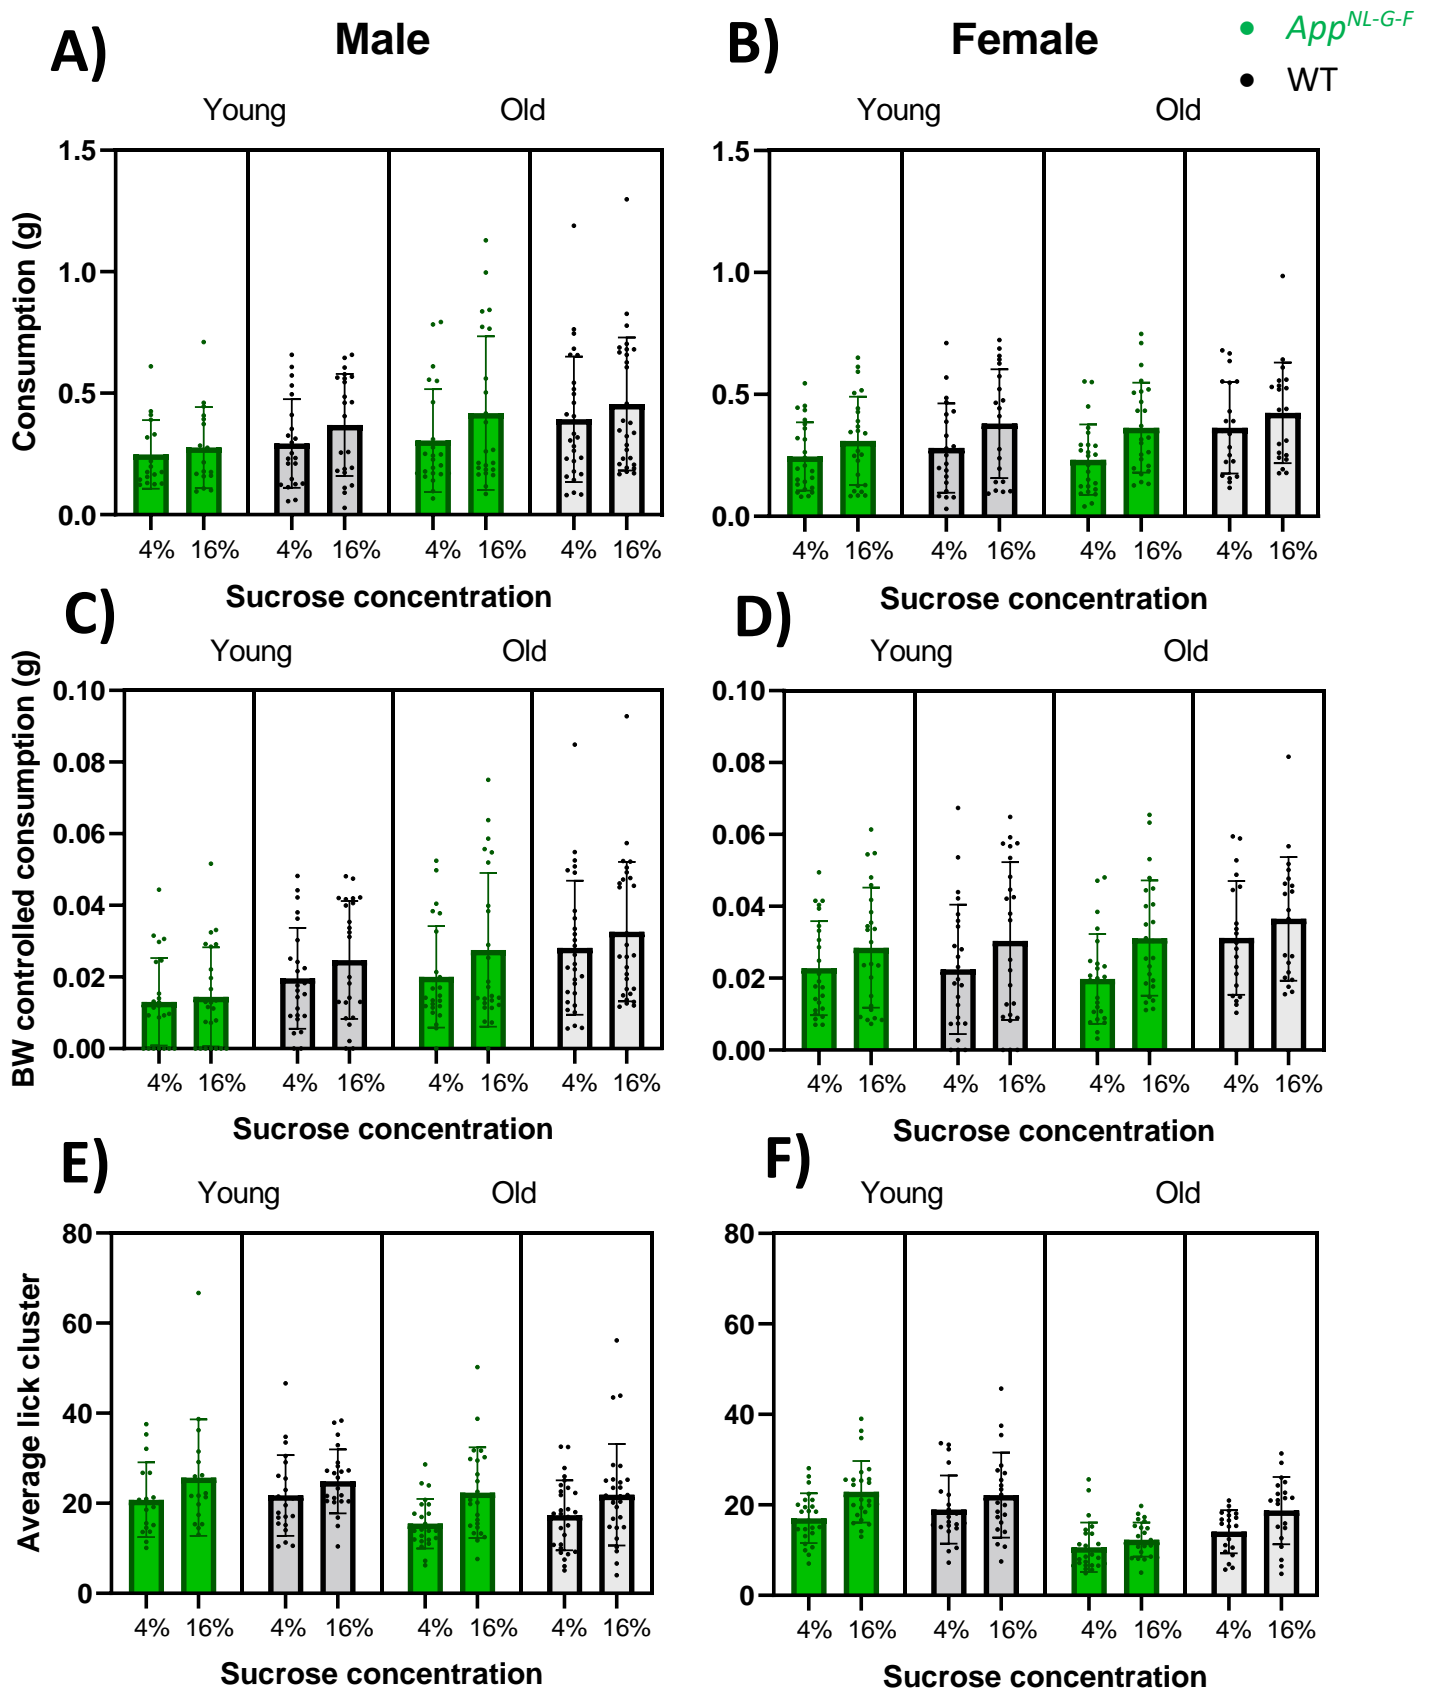 A) Male
B) Female
App^NL-G-F
WT
Young Old
Young Old
Consumption (g)
1.5
1.0
0.5
0.0
4% 16% 4% 16% 4% 16% 4% 16%
Sucrose concentration
1.5
1.0
0.5
0.0
4% 16% 4% 16% 4% 16% 4% 16%
Sucrose concentration
C)
Young Old
BW controlled consumption (g)
0.10
0.08
0.06
0.04
0.02
0.00
4% 16% 4% 16% 4% 16% 4% 16%
Sucrose concentration
D)
Young Old
0.10
0.08
0.06
0.04
0.02
0.00
4% 16% 4% 16% 4% 16% 4% 16%
Sucrose concentration
E)
Young Old
Average lick cluster
80
60
40
20
0
4% 16% 4% 16% 4% 16% 4% 16%
Sucrose concentration
F)
Young Old
80
60
40
20
0
4% 16% 4% 16% 4% 16% 4% 16%
Sucrose concentration